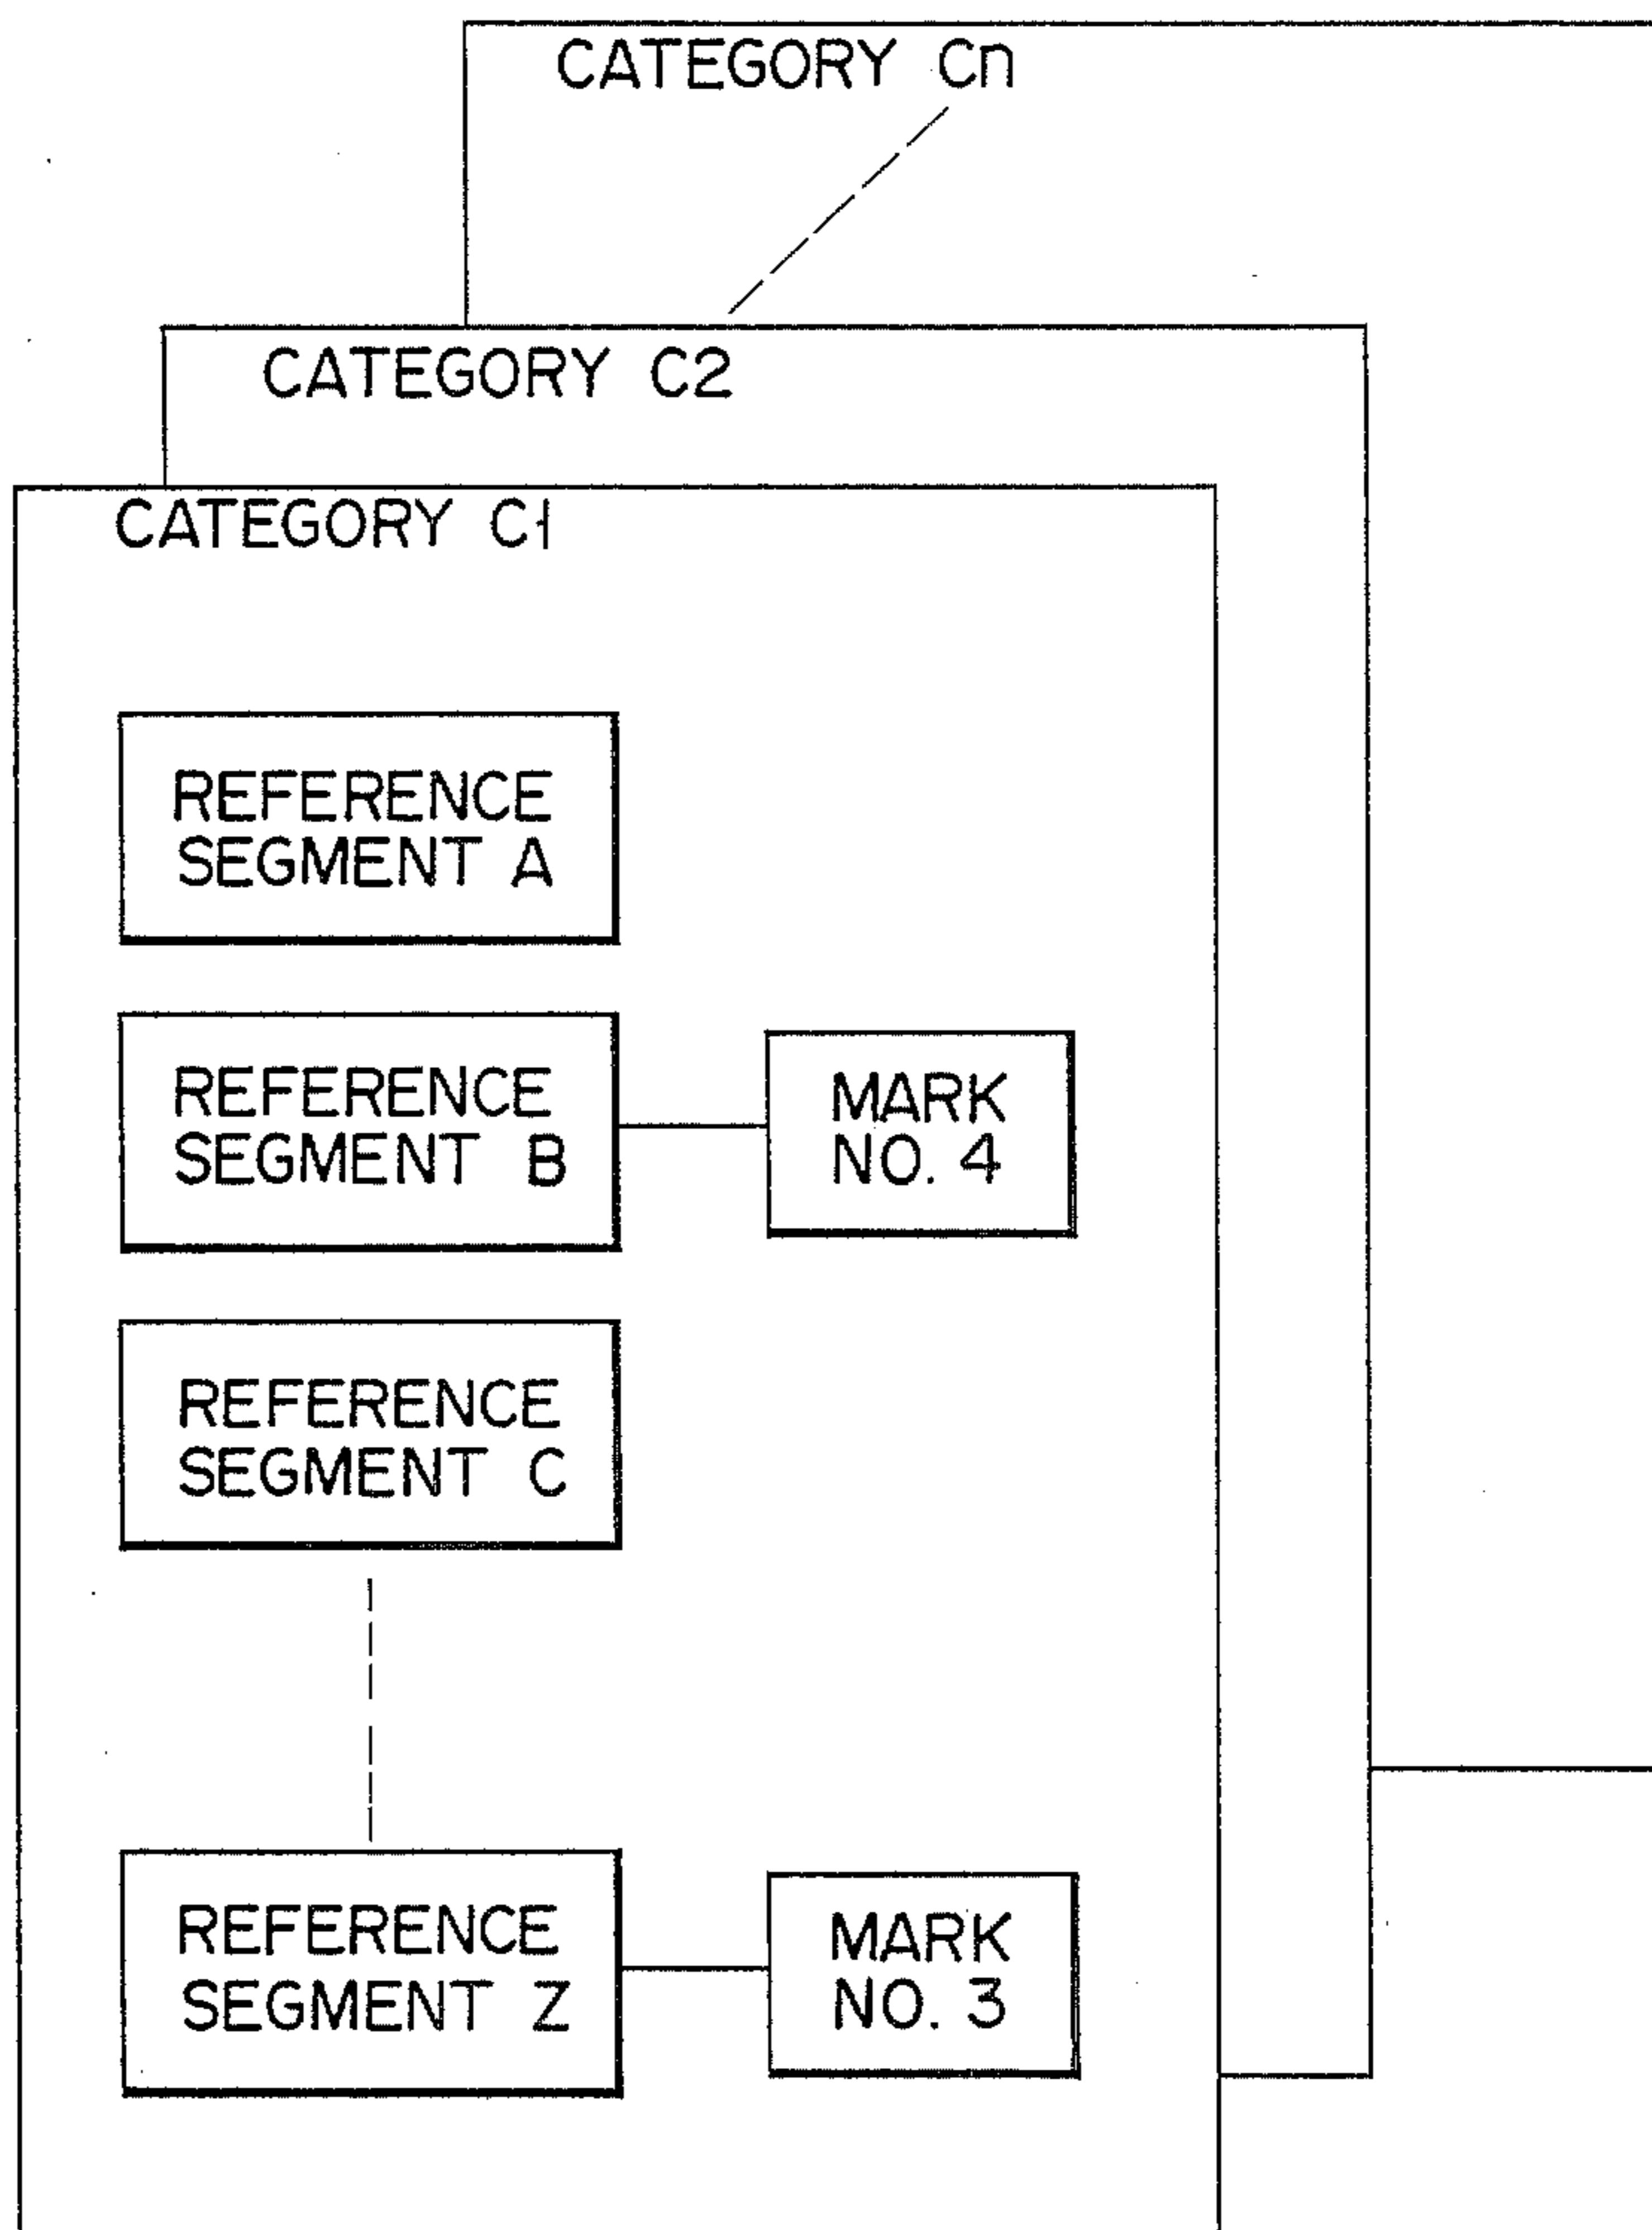 CATEGORY Cn
CATEGORY C2
CATEGORY C1
REFERENCE
SEGMENT A
REFERENCE
SEGMENT B
MARK
NO. 4
REFERENCE
SEGMENT C
REFERENCE
SEGMENT Z
MARK
NO. 3